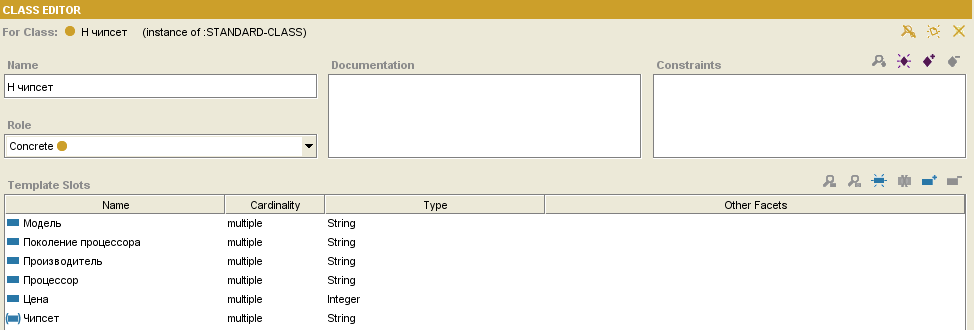 CLASS EDITOR
For Class: Н чипсет (instance of :STANDARD-CLASS)
Name Documentation Constraints
Н чипсет
Role
Concrete
Template Slots
Name Cardinality Type Other Facets
Модель multiple String
Поколение процессора multiple String
Производитель multiple String
Процессор multiple String
Цена multiple Integer
Чипсет multiple String